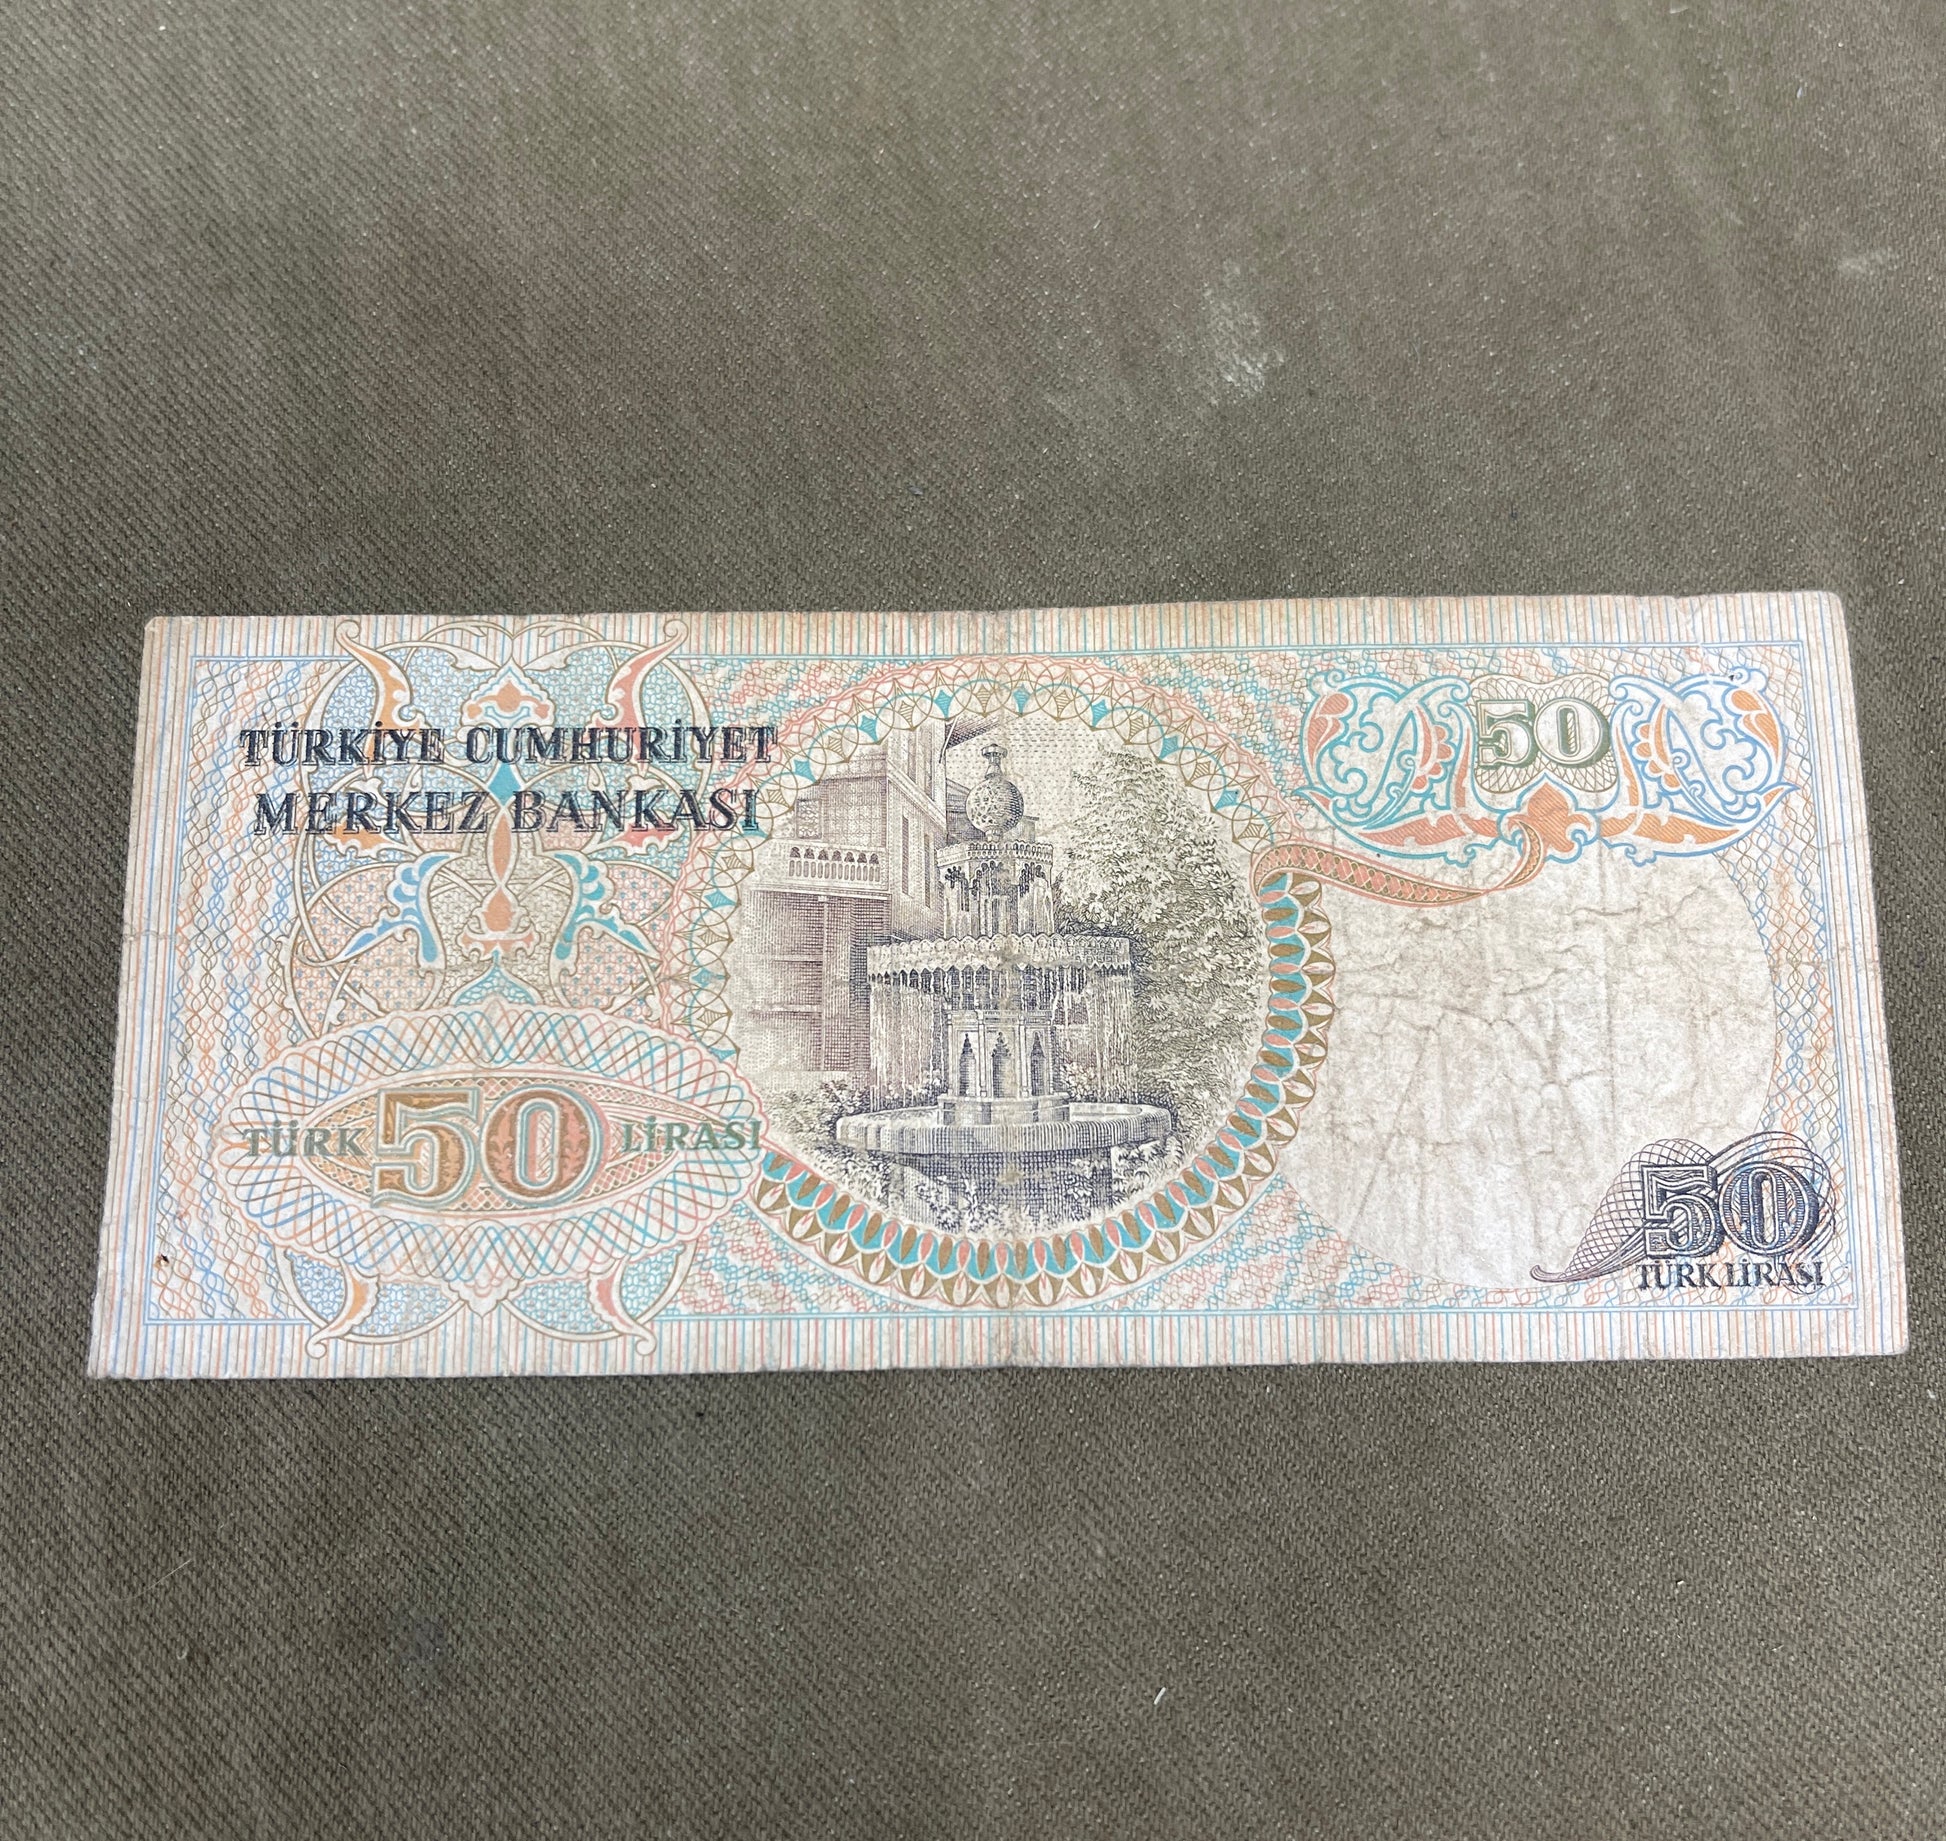 TÜRKİYE CUMHURİYET
MERKEZ BANKASI
50
TÜRK 50 LİRASI
50
TÜRK LİRASI